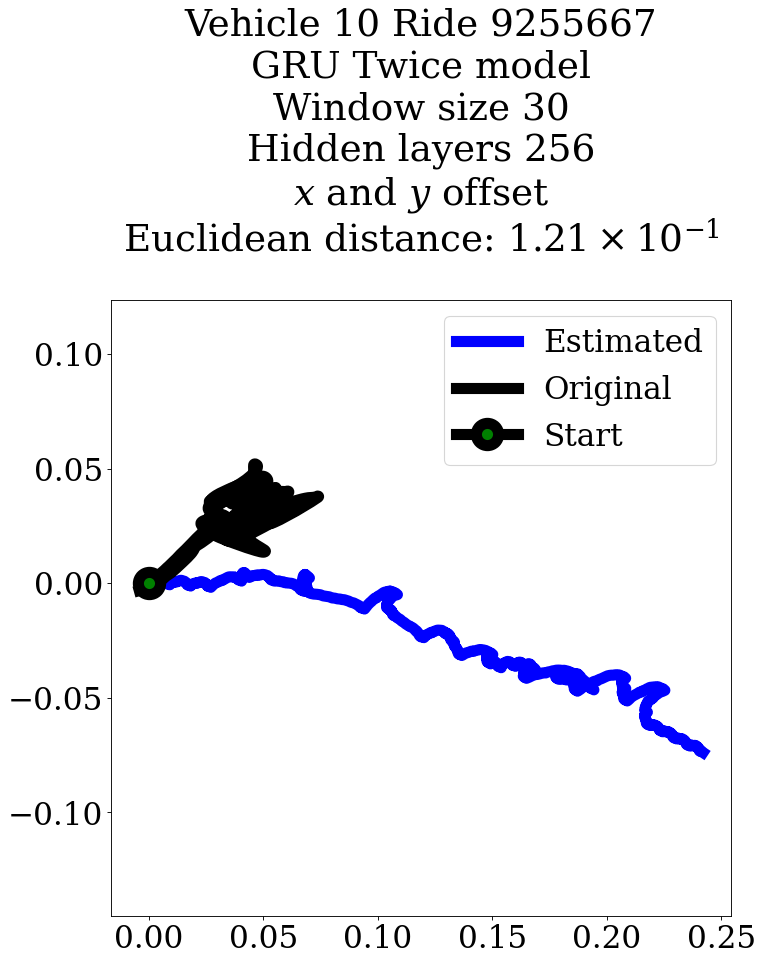 Vehicle 10 Ride 9255667
GRU Twice model
Window size 30
Hidden layers 256
x and y offset
Euclidean distance: 1.21 × 10⁻¹
Estimated
Original
Start
0.10
0.05
0.00
−0.05
−0.10
0.00 0.05 0.10 0.15 0.20 0.25